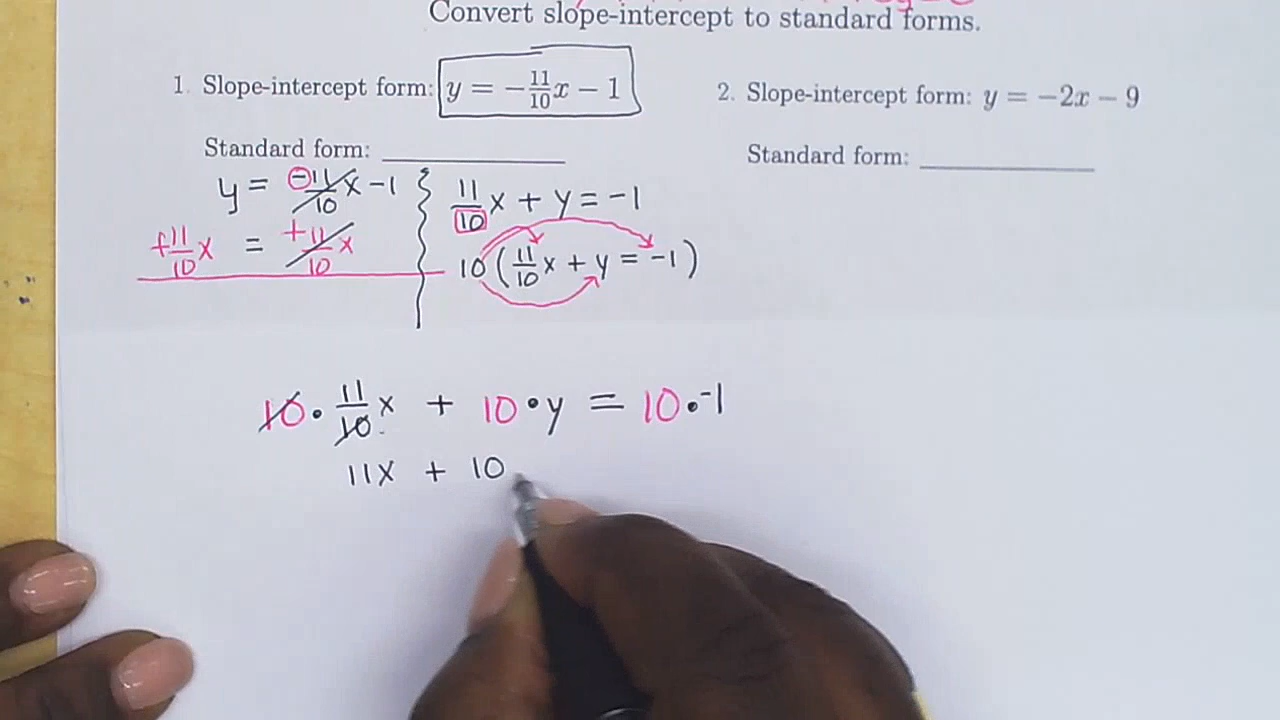 Convert slope-intercept to standard forms.
1. Slope-intercept form: y = -11/10x - 1
Standard form: ____________
y = -11/10x -1
+11/10x = +11/10x
11/10x + y = -1
10(11/10x + y = -1)
10 · 11/10x + 10 · y = 10 · -1
11x + 10
2. Slope-intercept form: y = -2x - 9
Standard form: ____________